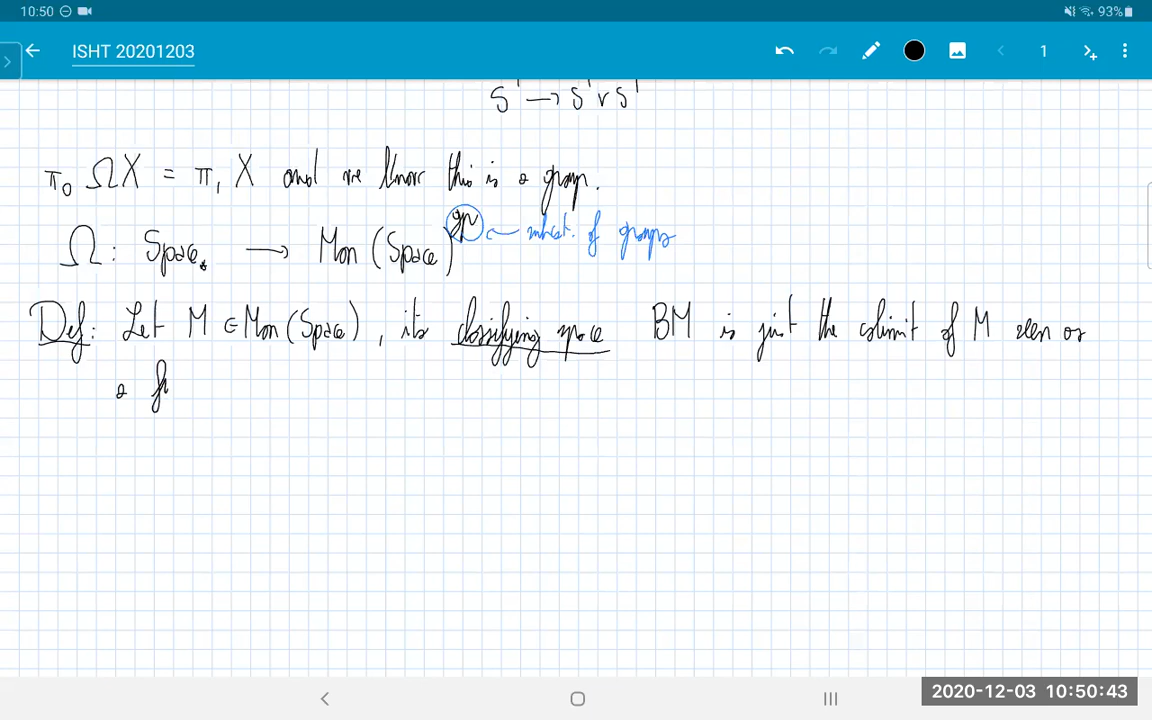 10:50 93%
ISHT 20201203 1
S¹ → S¹ ∨ S¹
π₀ ΩX = π₁ X and we know this is a group.
Ω: Space_* → Mon (Space)^gp ← subcat. of groups
Def: Let M ∈ Mon (Space), its classifying space BM is just the colimit of M seen as
a fu
2020-12-03 10:50:43